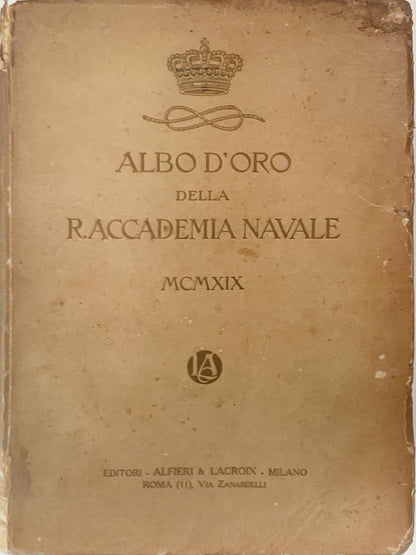 ALBO D'ORO
DELLA
R. ACCADEMIA NAVALE
MCMXIX
LA
EDITORI - ALFIERI & LACROIX - MILANO
ROMA (11), VIA ZANARDELLI